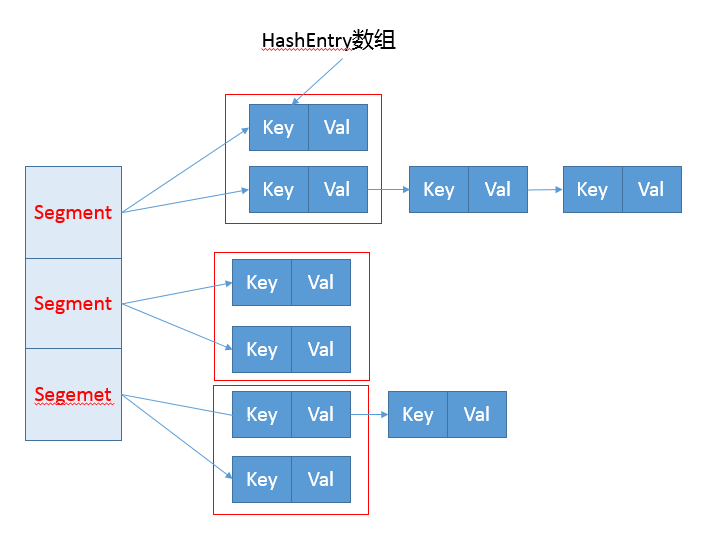 HashEntry数组
Key Val
Segment Key Val Key Val Key Val
Segment Key Val
Key Val
Segemet Key Val Key Val
Key Val